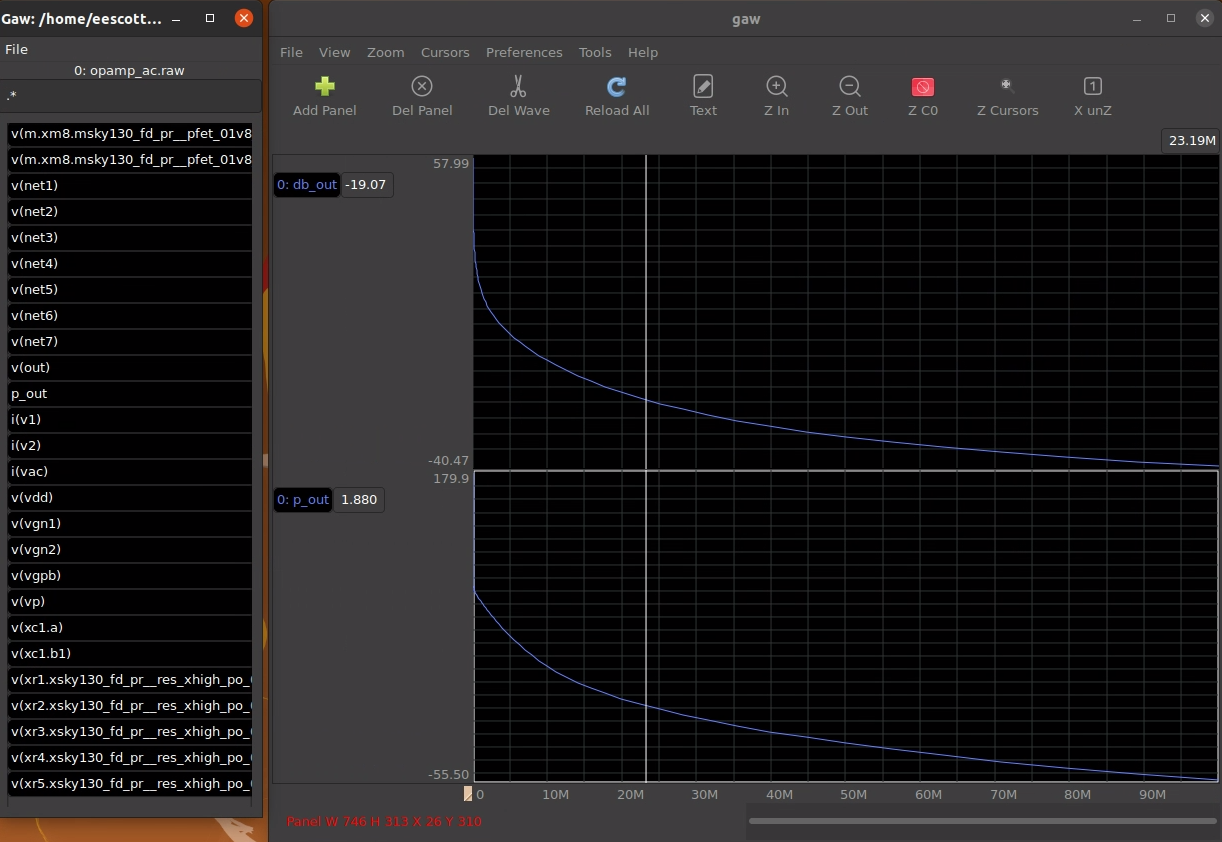 Gaw: /home/eescott...
File
0: opamp_ac.raw
.*
v(m.xm8.msky130_fd_pr__pfet_01v8
v(m.xm8.msky130_fd_pr__pfet_01v8
v(net1)
v(net2)
v(net3)
v(net4)
v(net5)
v(net6)
v(net7)
v(out)
p_out
i(v1)
i(v2)
i(vac)
v(vdd)
v(vgn1)
v(vgn2)
v(vgpb)
v(vp)
v(xc1.a)
v(xc1.b1)
v(xr1.xsky130_fd_pr__res_xhigh_po_
v(xr2.xsky130_fd_pr__res_xhigh_po_
v(xr3.xsky130_fd_pr__res_xhigh_po_
v(xr4.xsky130_fd_pr__res_xhigh_po_
v(xr5.xsky130_fd_pr__res_xhigh_po_
gaw
File View Zoom Cursors Preferences Tools Help
Add Panel Del Panel Del Wave Reload All Text Z In Z Out Z C0 Z Cursors X unZ
23.19M
57.99
0: db_out -19.07
-40.47
179.9
0: p_out 1.880
-55.50
0 10M 20M 30M 40M 50M 60M 70M 80M 90M
Panel W 746 H 313 X 26 Y 310